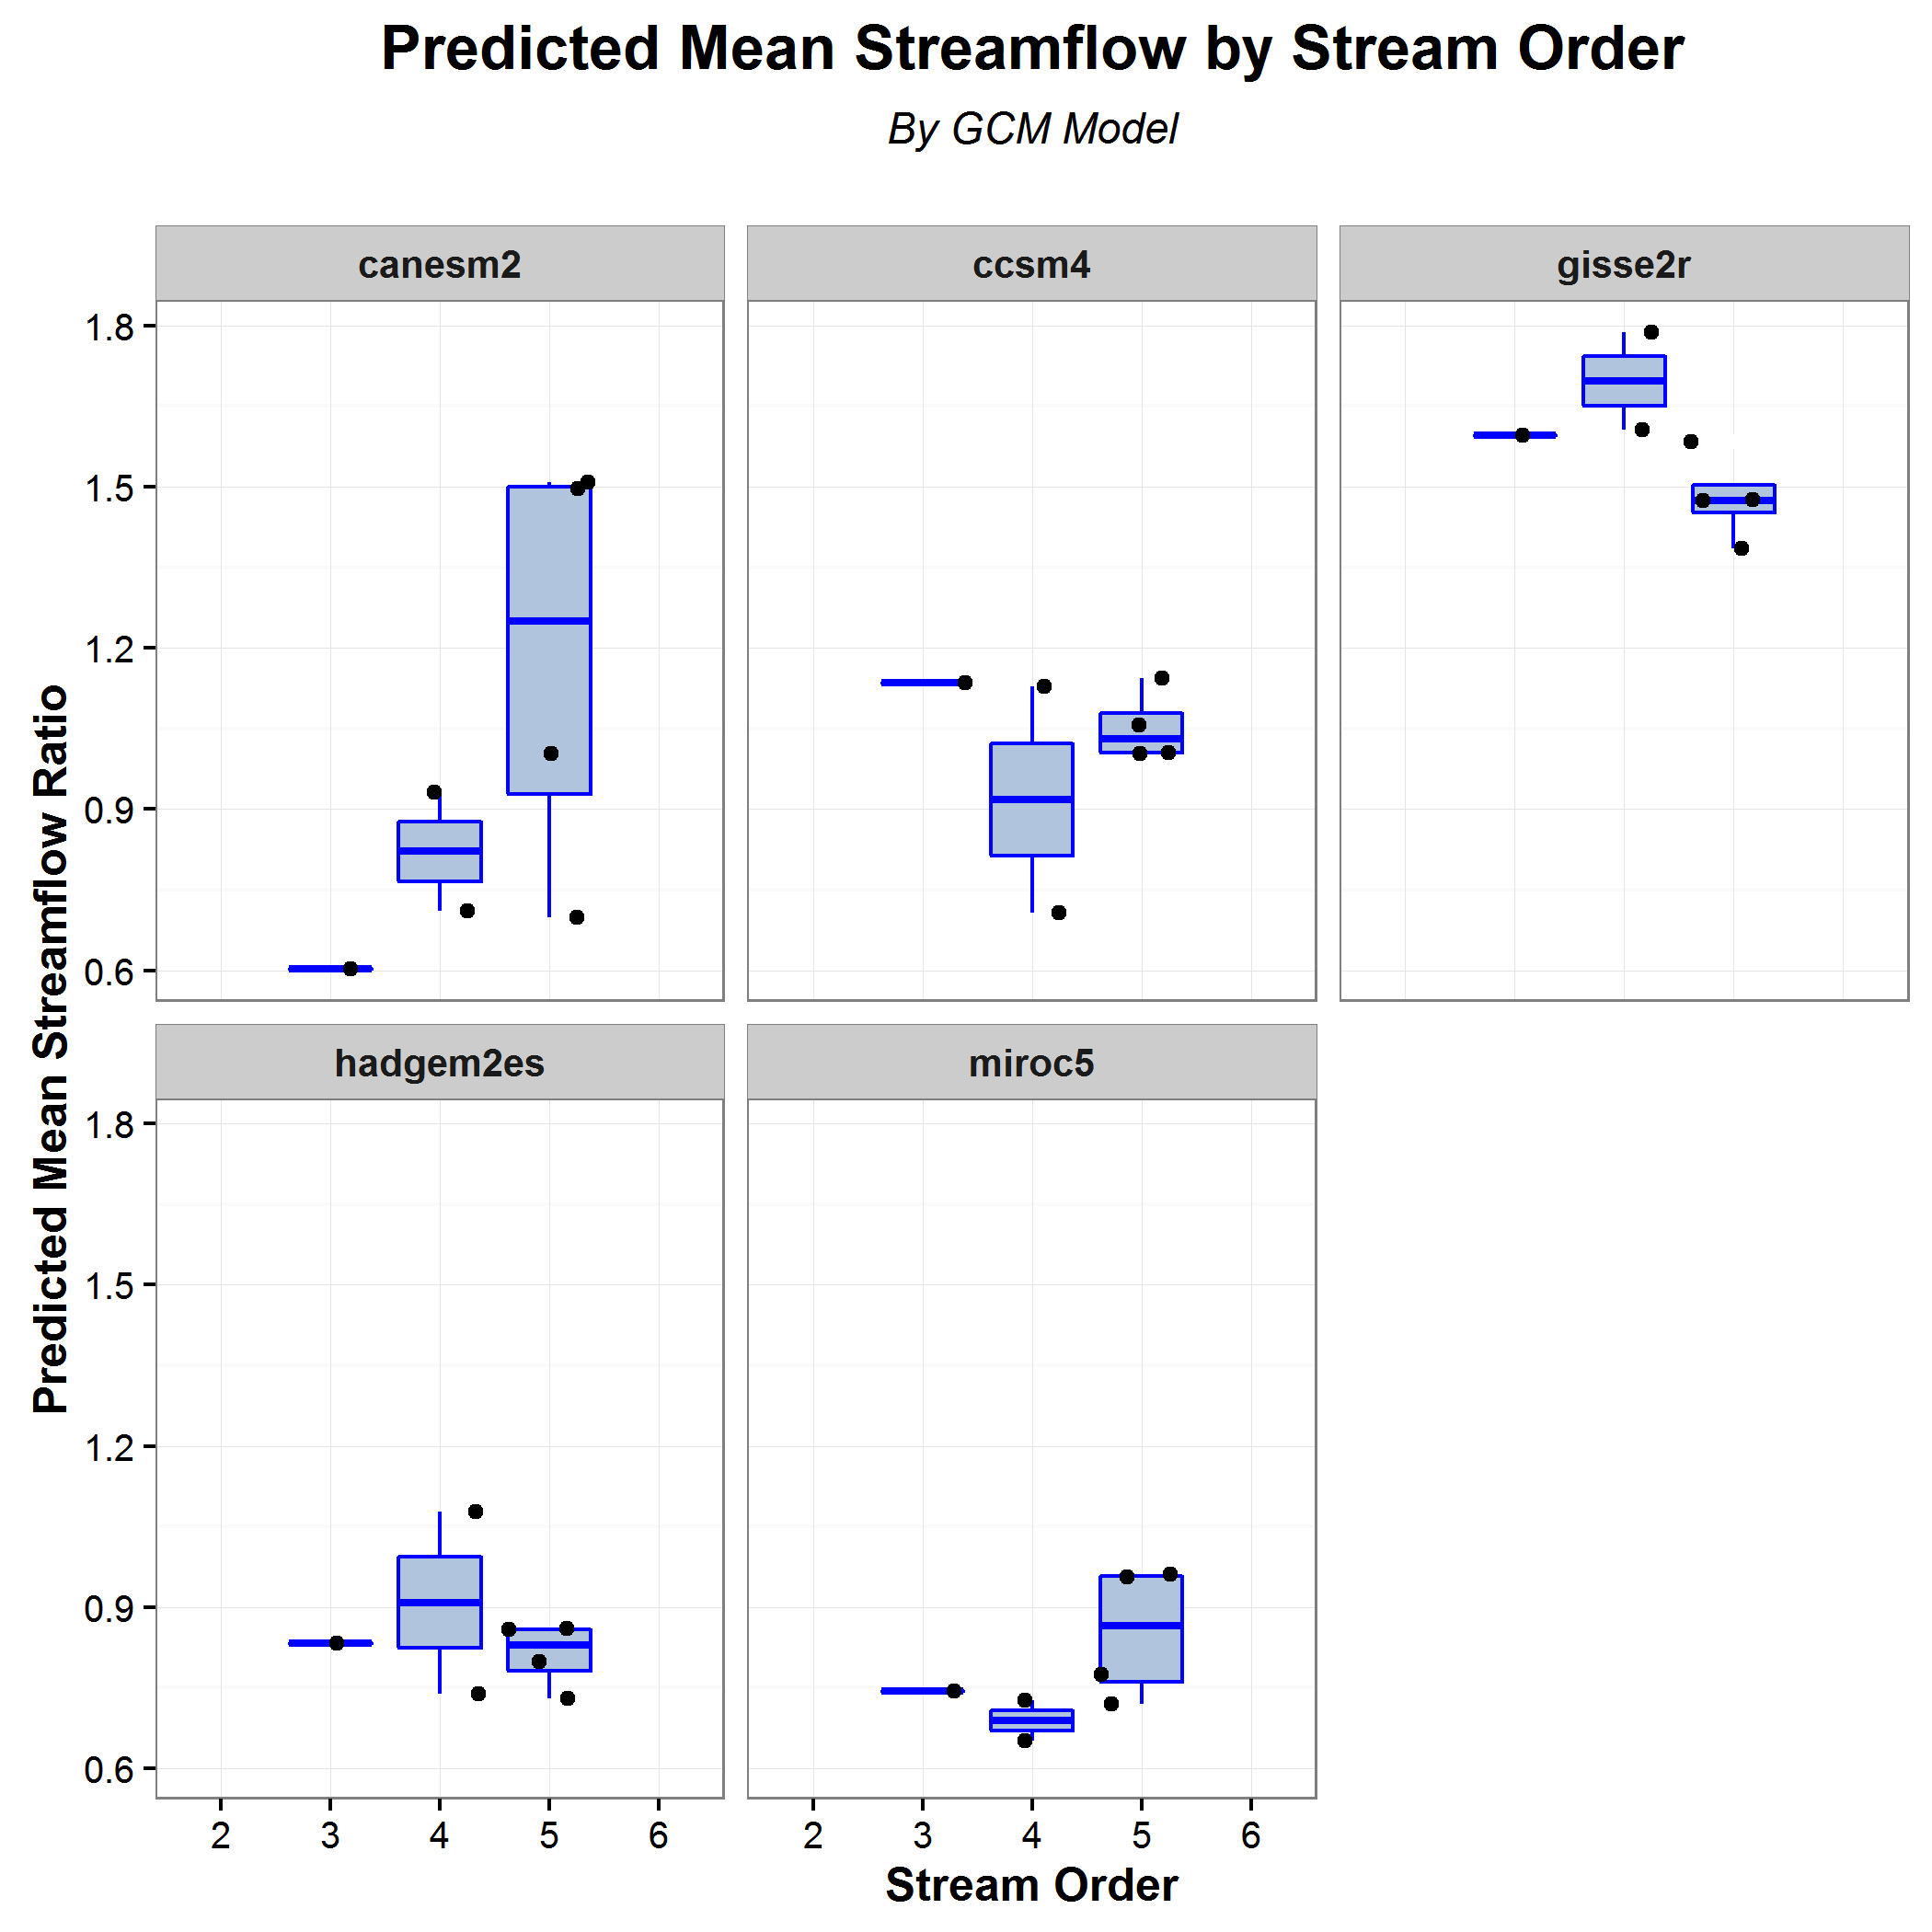 Predicted Mean Streamflow by Stream Order
By GCM Model
canesm2
ccsm4
gisse2r
1.8
1.5
1.2
0.9
0.6
Predicted Mean Streamflow Ratio
hadgem2es
miroc5
1.8
1.5
1.2
0.9
0.6
2 3 4 5 6
2 3 4 5 6
Stream Order